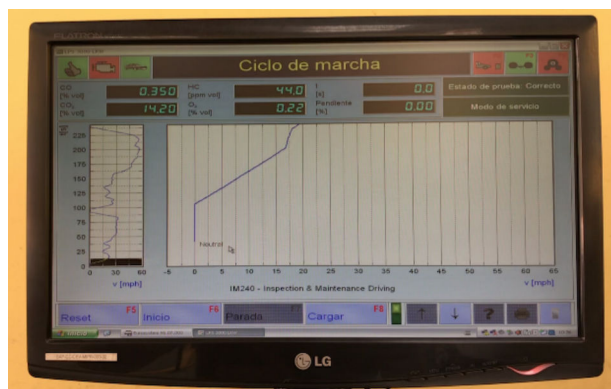 FLATRON
Ciclo de marcha
CO [% vol] 0.350
HC [ppm vol] 44,0
t [s] 0.0
Estado de prueba: Correcto
CO₂ [% vol] 14,20
O₂ [% vol] 0.22
Pendiente [%] 0.00
Modo de servicio
225
200
175
150
125
100
75
50
25
0
Neutral
0 30 60
-5 0 5 10 15 20 25 30 35 40 45 50 55 60 65
v [mph]
v [mph]
IM240 - Inspection & Maintenance Driving
Reset F5
Inicio F6
Parada F7
Cargar F8
?
Inicio
LG